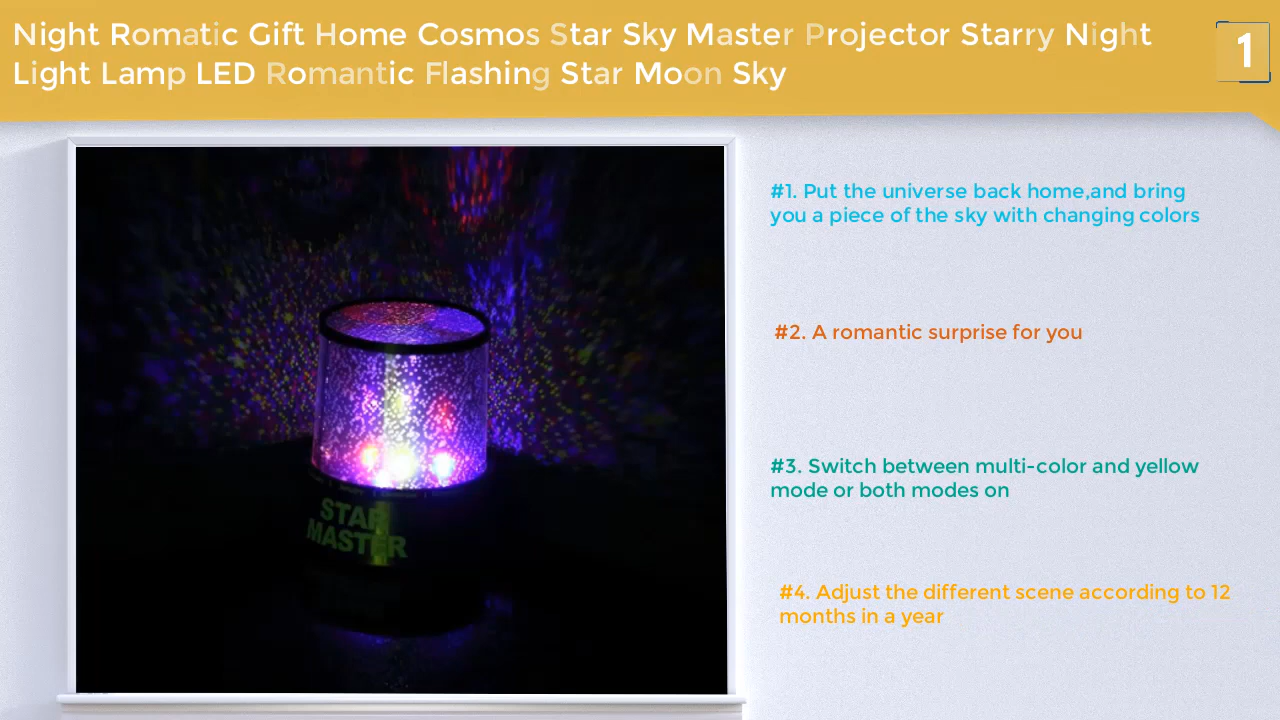 Night Romatic Gift Home Cosmos Star Sky Master Projector Starry Night
Light Lamp LED Romantic Flashing Star Moon Sky
1
#1. Put the universe back home,and bring
you a piece of the sky with changing colors
#2. A romantic surprise for you
#3. Switch between multi-color and yellow
mode or both modes on
#4. Adjust the different scene according to 12
months in a year
STAR
MASTER